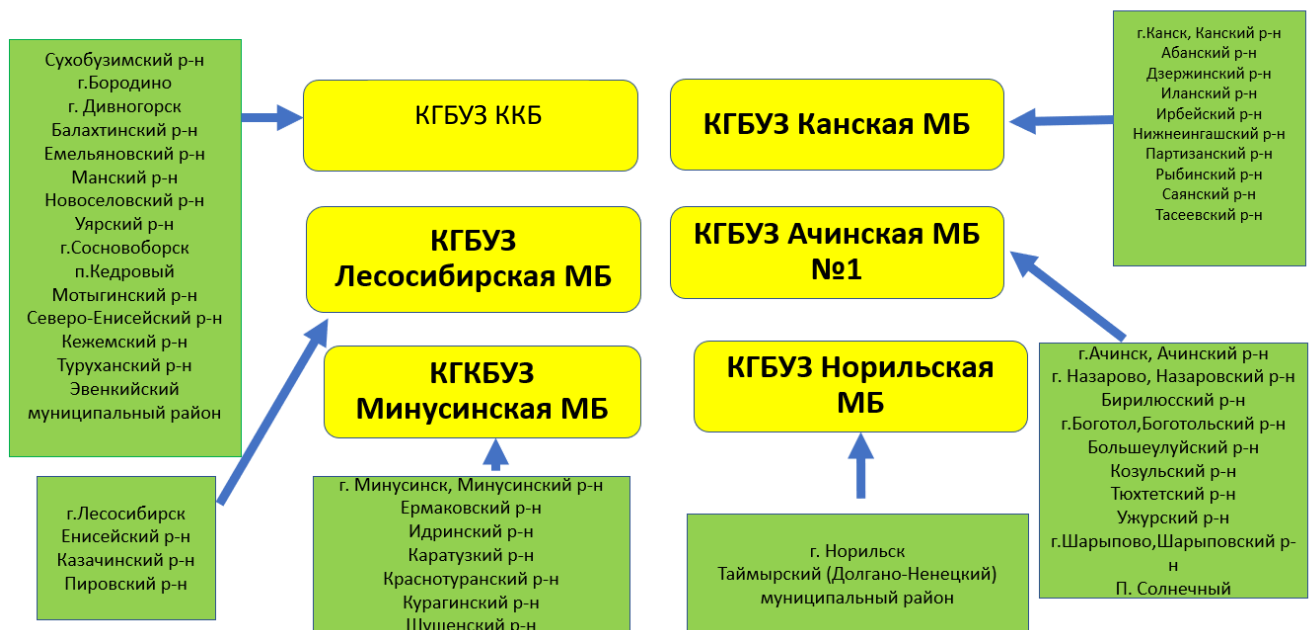 Сухобузимский р-н
г.Бородино
г. Дивногорск
Балахтинский р-н
Емельяновский р-н
Манский р-н
Новоселовский р-н
Уярский р-н
г.Сосновоборск
п.Кедровый
Мотыгинский р-н
Северо-Енисейский р-н
Кежемский р-н
Туруханский р-н
Эвенкийский
муниципальный район
КГБУЗ ККБ
КГБУЗ Канская МБ
г.Канск, Канский р-н
Абанский р-н
Дзержинский р-н
Иланский р-н
Ирбейский р-н
Нижнеингашский р-н
Партизанский р-н
Рыбинский р-н
Саянский р-н
Тасеевский р-н
КГБУЗ
Лесосибирская МБ
КГБУЗ Ачинская МБ
№1
КГКБУЗ
Минусинская МБ
КГБУЗ Норильская
МБ
г.Ачинск, Ачинский р-н
г. Назарово, Назаровский р-н
Бирилюсский р-н
г.Боготол,Боготольский р-н
Большеулуйский р-н
Козульский р-н
Тюхтетский р-н
Ужурский р-н
г.Шарыпово,Шарыповский р-
н
П. Солнечный
г.Лесосибирск
Енисейский р-н
Казачинский р-н
Пировский р-н
г. Минусинск, Минусинский р-н
Ермаковский р-н
Идринский р-н
Каратузкий р-н
Краснотуранский р-н
Курагинский р-н
Шушенский р-н
г. Норильск
Таймырский (Долгано-Ненецкий)
муниципальный район